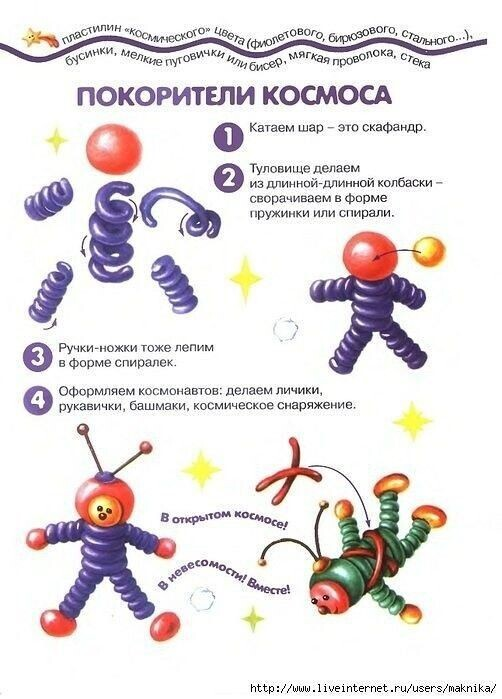 пластилин «космического» цвета (фиолетового, бирюзового, стального...),
бусинки, мелкие пуговички или бисер, мягкая проволока, стека
ПОКОРИТЕЛИ КОСМОСА
1 Катаем шар – это скафандр.
2 Туловище делаем
из длинной-длинной колбаски –
сворачиваем в форме
пружинки или спирали.
3 Ручки-ножки тоже лепим
в форме спиралек.
4 Оформляем космонавтов: делаем личики,
рукавички, башмаки, космическое снаряжение.
В открытом космосе!
В невесомости! Вместе!
http://www.liveinternet.ru/users/maknika/